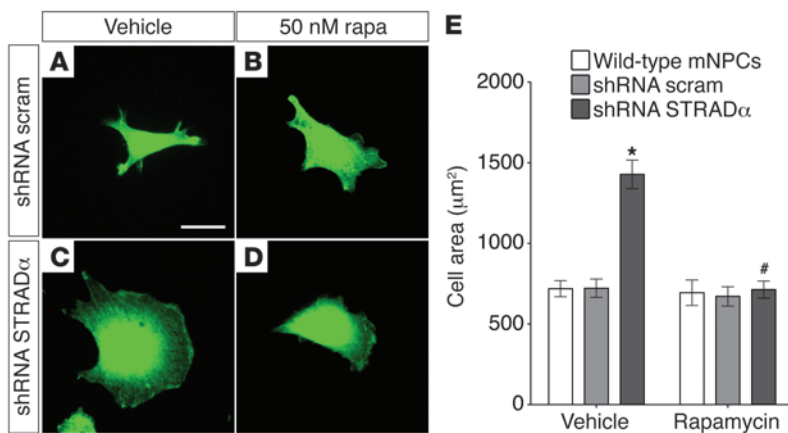 Vehicle
50 nM rapa
E
shRNA scram
A
B
shRNA STRADα
C
D
Wild-type mNPCs
shRNA scram
shRNA STRADα
Cell area (μm²)
2000
1500
1000
500
0
*
#
Vehicle
Rapamycin